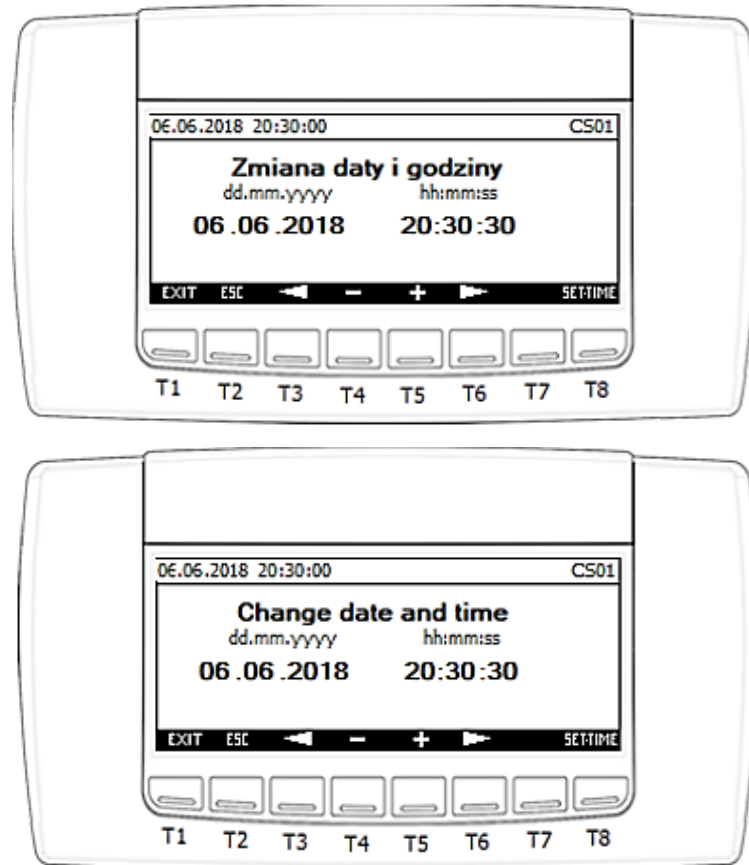 06.06.2018 20:30:00 CS01
Zmiana daty i godziny
dd.mm.yyyy hh:mm:ss
06.06.2018 20:30:30
EXIT ESC - + SET-TIME
T1 T2 T3 T4 T5 T6 T7 T8
06.06.2018 20:30:00 CS01
Change date and time
dd.mm.yyyy hh:mm:ss
06.06.2018 20:30:30
EXIT ESC - + SET-TIME
T1 T2 T3 T4 T5 T6 T7 T8